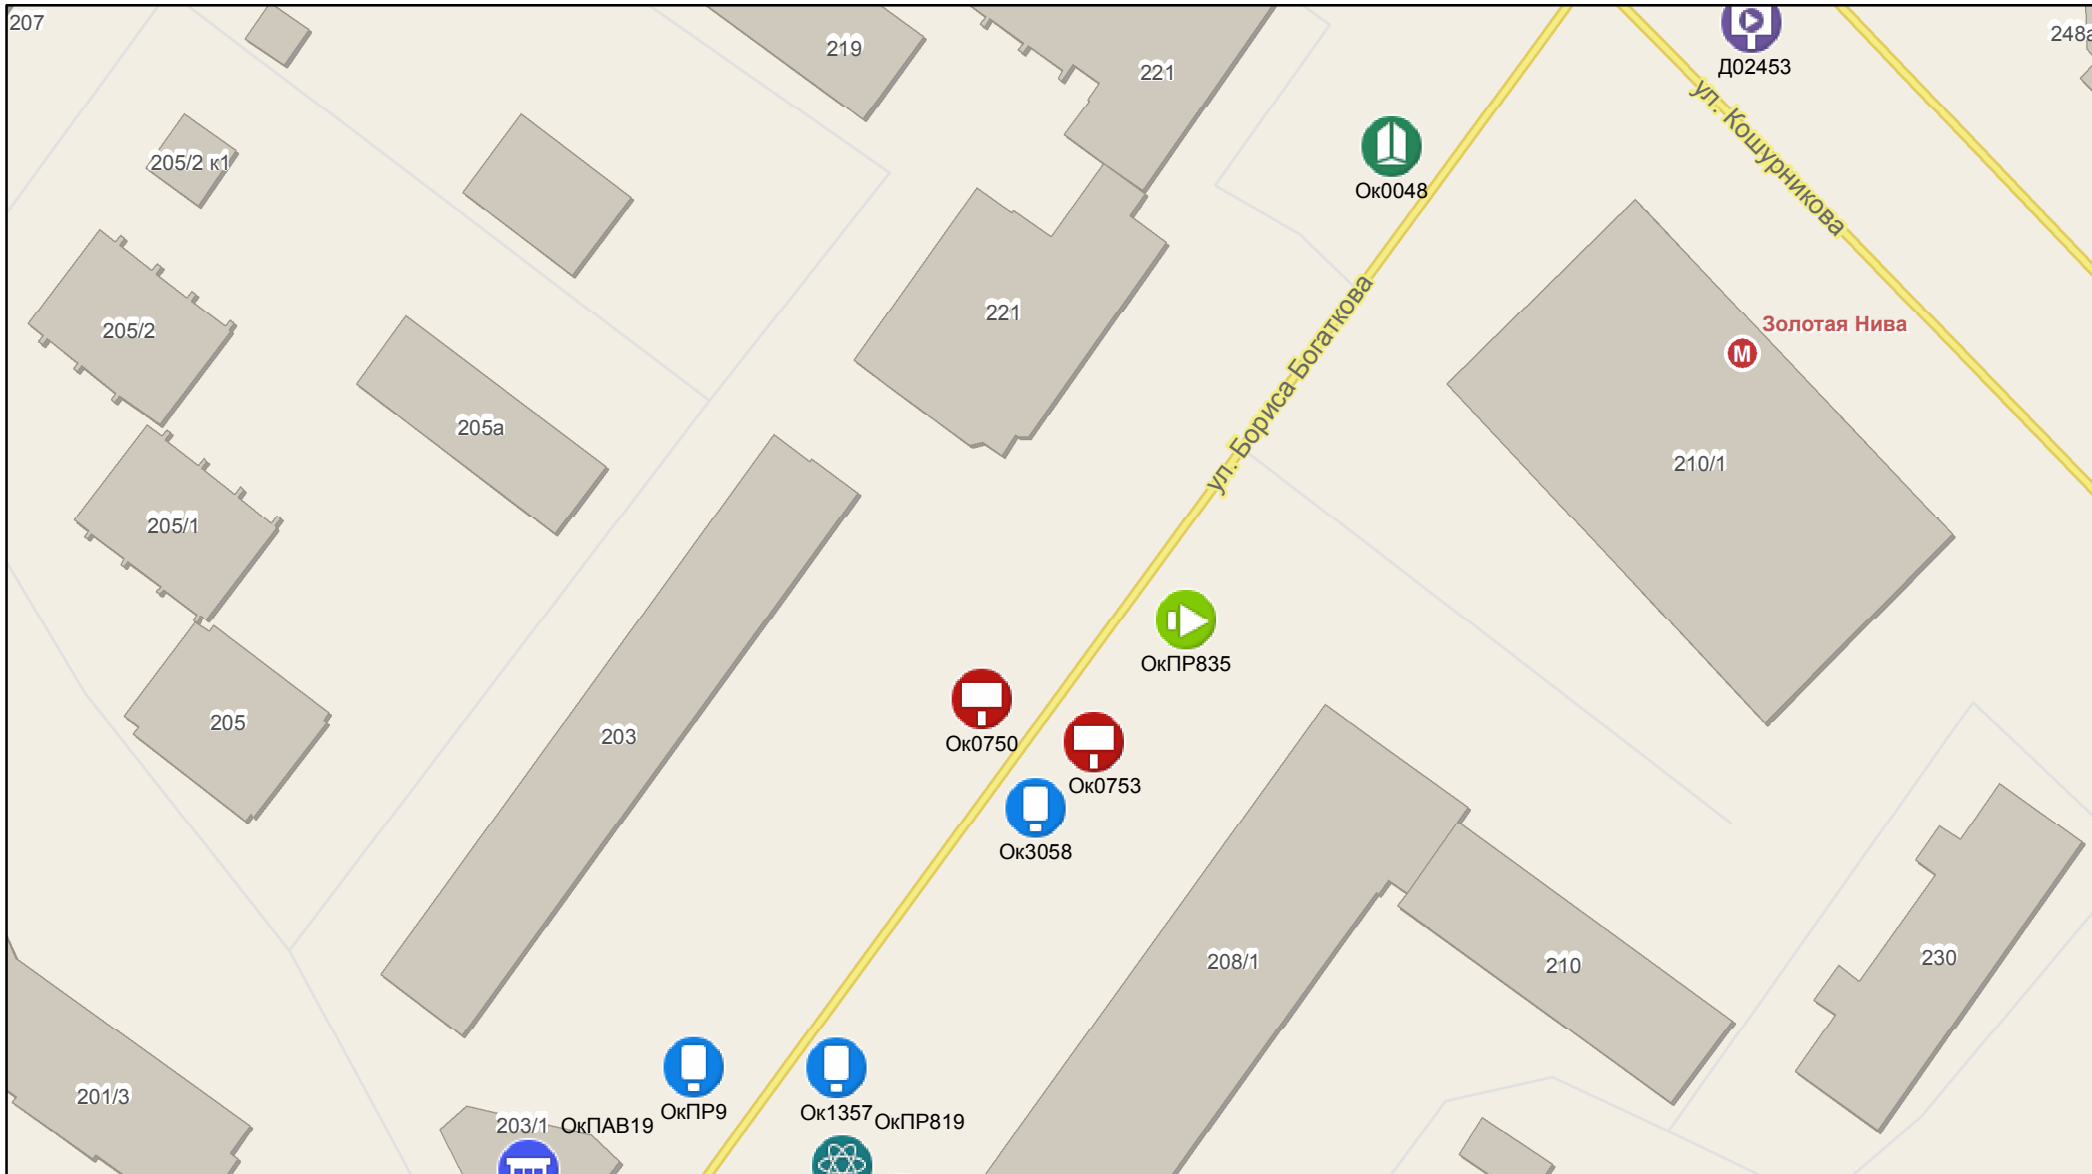 207
219
221
248а
Д02453
ул. Кошурникова
205/2 к1
Ок0048
221
205/2
Золотая Нива
М
ул. Бориса Богаткова
205а
210/1
205/1
ОкПР835
205
203
Ок0750
Ок0753
Ок3058
208/1
210
230
201/3
203/1
ОкПАВ19
ОкПР9
Ок1357
ОкПР819